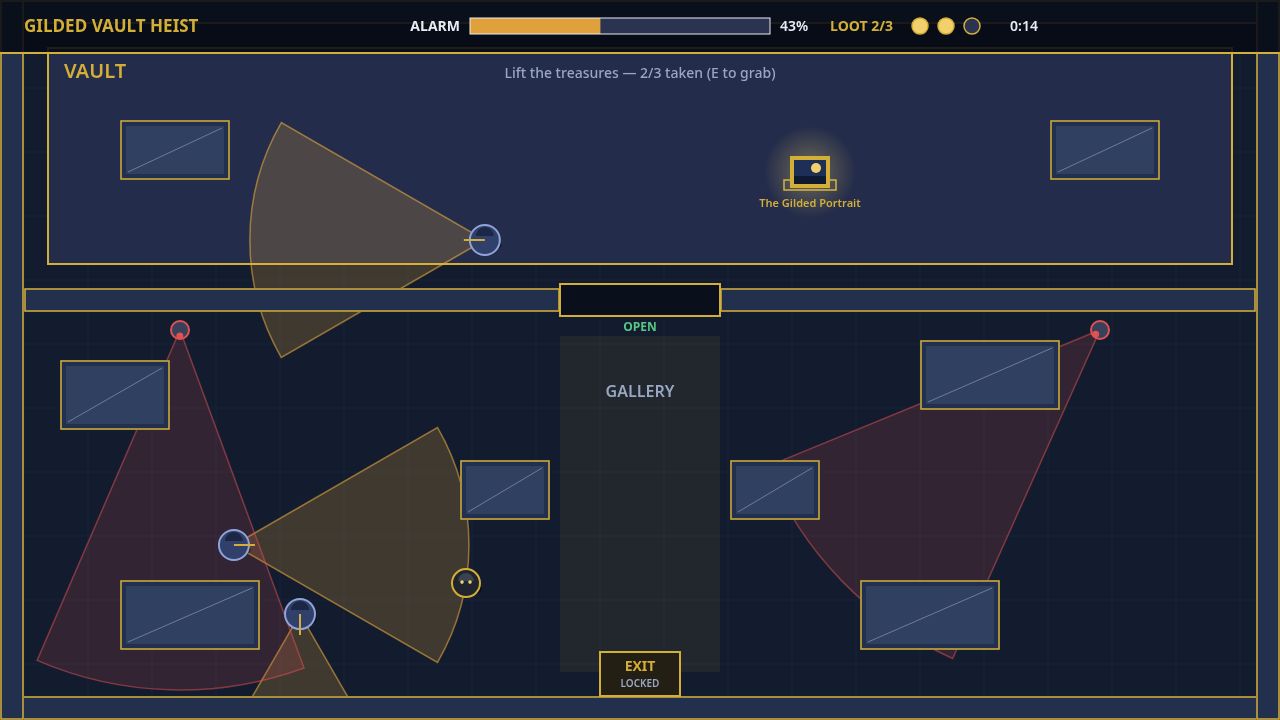 GILDED VAULT HEIST
ALARM 43% LOOT 2/3 0:14
VAULT
Lift the treasures — 2/3 taken (E to grab)
The Gilded Portrait
OPEN
GALLERY
EXIT
LOCKED